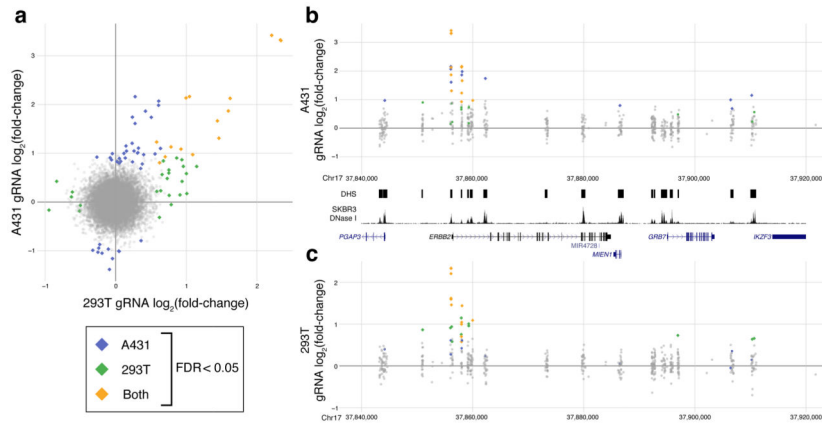 a
A431 gRNA log2(fold-change)
3
2
1
0
−1
−1
0
1
2
293T gRNA log2(fold-change)
A431
293T
Both
FDR < 0.05
b
A431
gRNA log2(fold-change)
3
2
1
0
−1
Chr17
37,840,000
37,860,000
37,880,000
37,900,000
37,920,000
DHS
SKBR3
DNase I
PGAP3
ERBB2
MIR4728
MIEN1
GRB7
IKZF3
c
293T
gRNA log2(fold-change)
2
1
0
−1
Chr17
37,840,000
37,860,000
37,880,000
37,900,000
37,920,000